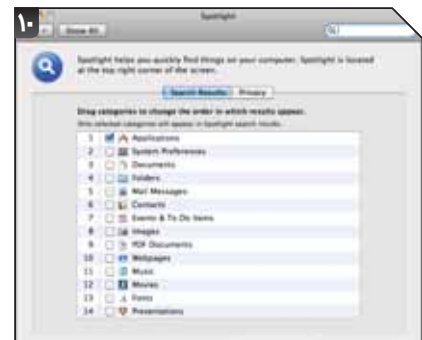 ۱۰
Spotlight
Show All
Spotlight helps you quickly find things on your computer. Spotlight is located
at the top right corner of the screen.
Search Results Privacy
Drag categories to change the order in which results appear.
Only selected categories will appear in Spotlight search results.
1 Applications
2 System Preferences
3 Documents
4 Folders
5 Mail Messages
6 Contacts
7 Events & To Do Items
8 Images
9 PDF Documents
10 Webpages
11 Music
12 Movies
13 Fonts
14 Presentations